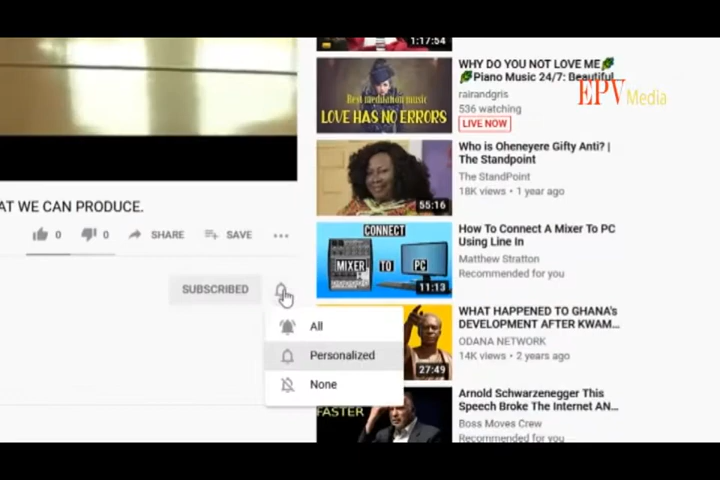 1:17:54
WHY DO YOU NOT LOVE ME
Piano Music 24/7: Beautiful
rairandgris
536 watching
LIVE NOW
EPV Media
Best meditation music
LOVE HAS NO ERRORS
Who is Oheneyere Gifty Anti? |
The Standpoint
The StandPoint
18K views • 1 year ago
55:16
AT WE CAN PRODUCE.
0
0
SHARE
SAVE
How To Connect A Mixer To PC
Using Line In
Matthew Stratton
Recommended for you
CONNECT
MIXER TO PC
11:13
SUBSCRIBED
All
Personalized
None
WHAT HAPPENED TO GHANA'S
DEVELOPMENT AFTER KWAM...
ODANA NETWORK
14K views • 2 years ago
27:49
Arnold Schwarzenegger This
Speech Broke The Internet AN...
Boss Moves Crew
Recommended for you
FASTER